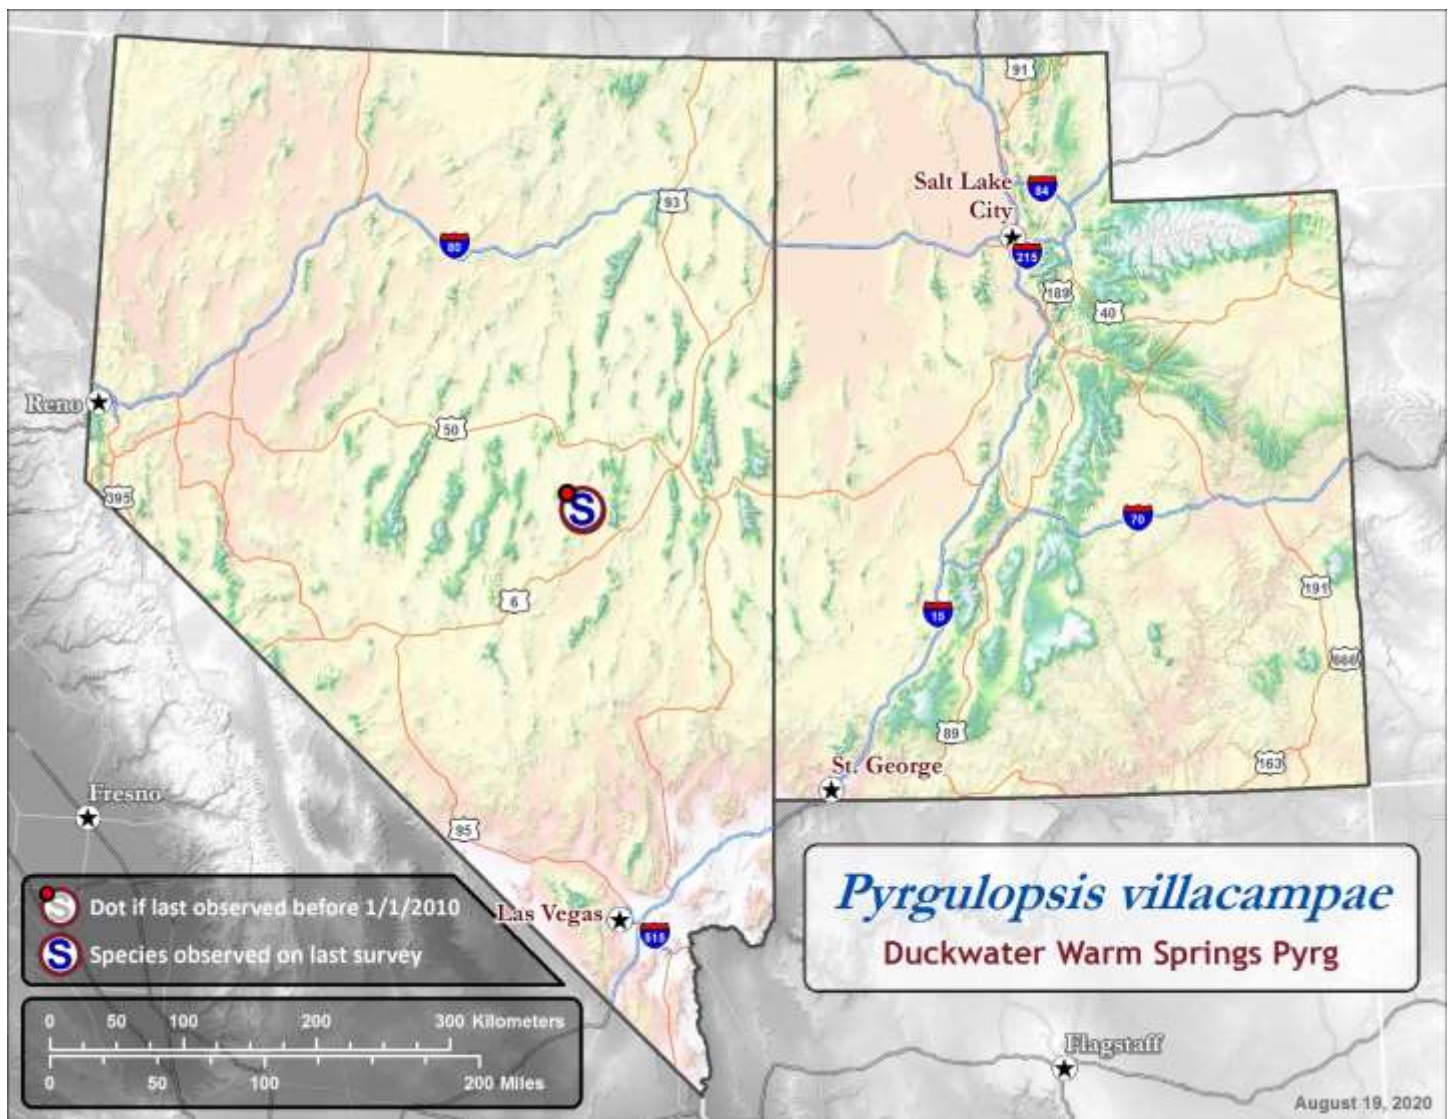 91
Salt Lake
City
84
93
80
215
189
40
Reno
50
395
S
70
6
191
15
666
89
163
St. George
Fresno
95
Las Vegas
515
Pyrgulopsis villacampae
Duckwater Warm Springs Pyrg
S Dot if last observed before 1/1/2010
S Species observed on last survey
0 50 100 200 300 Kilometers
0 50 100 200 Miles
Flagstaff
August 19, 2020